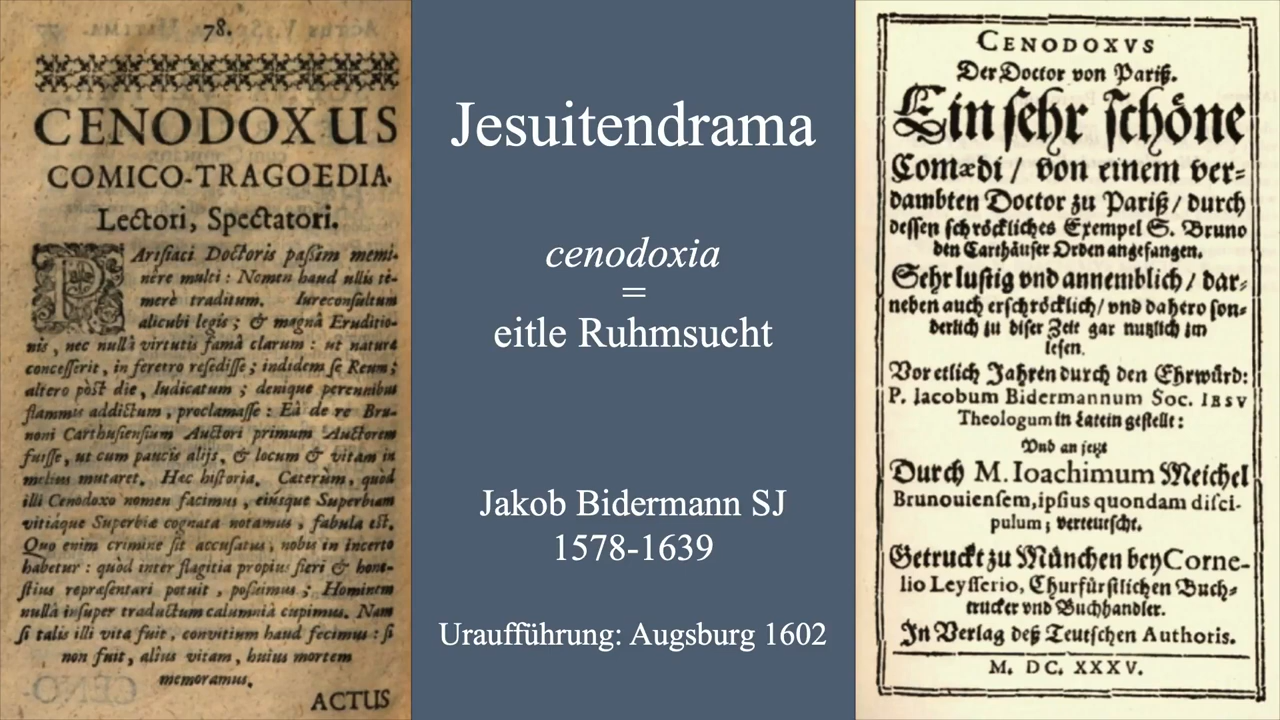 78.
CENODOXUS
COMICO-TRAGOEDIA.
Lectori, Spectatori.
PArisiaci Doctoris passim memi-
nêre multi: Nomen haud ullis te-
merè traditum. Iureconsultum
alicubi legis; & magnâ Eruditio-
nis, nec nullâ virtutis famâ clarum: ut naturæ
concesserit, in feretro resedisse; indidem se Reum;
altero pòst die, Iudicatum; denique perennibus
flammis addictum, proclamasse: Eâ de re Bru-
noni Carthusiensium Auctori primum Auctorem
fuisse, ut cum paucis alijs, & locum & vitam in
melius mutaret. Hæc historia. Cæterùm, quòd
illi Cenodoxo nomen facimus, eiúsque Superbiam
vitiáque Superbiæ cognata notamus, fabula est.
Quo enim crimine sit accusatus, nobis in incerto
habetur: quòd inter flagitia propius fieri & hone-
stius repræsentari potuit, posuimus; Hominem
nullâ insuper traductum calumniâ cupimus. Nam
si talis illi vita fuit, convitium haud fecimus: si
non fuit, alius vitam, huius mortem
memoramus.
ACTUS
Jesuitendrama
cenodoxia
=
eitle Ruhmsucht
Jakob Bidermann SJ
1578-1639
Uraufführung: Augsburg 1602
CENODOXVS
Der Doctor von Pariß.
Ein sehr schöne
Comædi / von einem ver=
dambten Doctor zu Pariß / durch
dessen schröckliches Exempel S. Bruno
den Carthäuser Orden angefangen.
Sehr lustig vnd annemblich / dar=
neben auch erschröcklich / vnd dahero son=
derlich zu diser Zeit gar nutzlich zu
lesen.
Vor etlich Jahren durch den Ehrwürd:
P. Iacobum Bidermannum Soc. IESV
Theologum in Latein gestellt:
Vnd an jetzt
Durch M. Ioachimum Meichel
Brunouiensem, ipsius quondam disci-
pulum; verteutscht.
Getruckt zu München bey Corne-
lio Leysserio, Churfürstlichen Buch=
trucker vnd Buchhandler.
In Verlag deß Teutschen Authoris.
M. DC. XXXV.